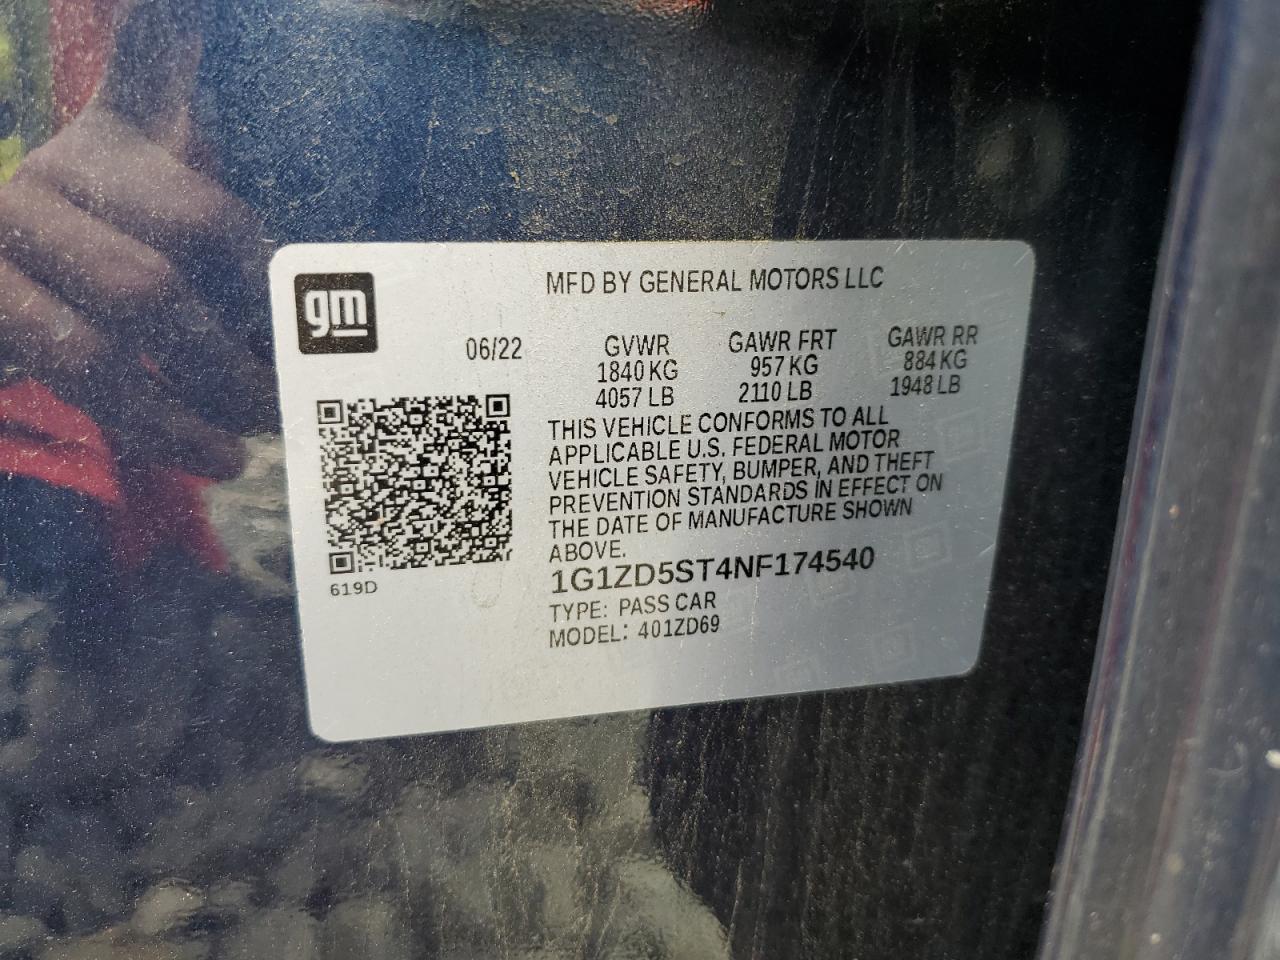 gm
MFD BY GENERAL MOTORS LLC
06/22 GVWR GAWR FRT GAWR RR
1840 KG 957 KG 884 KG
4057 LB 2110 LB 1948 LB
THIS VEHICLE CONFORMS TO ALL
APPLICABLE U.S. FEDERAL MOTOR
VEHICLE SAFETY, BUMPER, AND THEFT
PREVENTION STANDARDS IN EFFECT ON
THE DATE OF MANUFACTURE SHOWN
ABOVE.
619D
1G1ZD5ST4NF174540
TYPE: PASS CAR
MODEL: 401ZD69